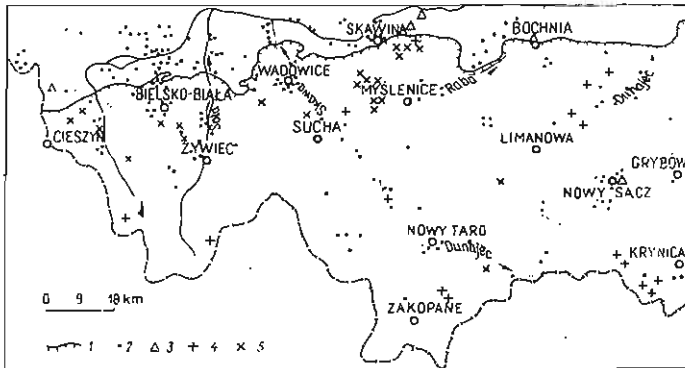 SKAWINA
BOCHNIA
WADOWICE
Skawa
MYŚLENICE
Raba
Dunajec
BIELSKO-BIAŁA
CIESZYN
SUCHA
LIMANOWA
ŻYWIEC
GRYBÓW
NOWY SĄCZ
NOWY TARG
Dunajec
KRYNICA
0 9 18 km
ZAKOPANE
1 2 3 4 5